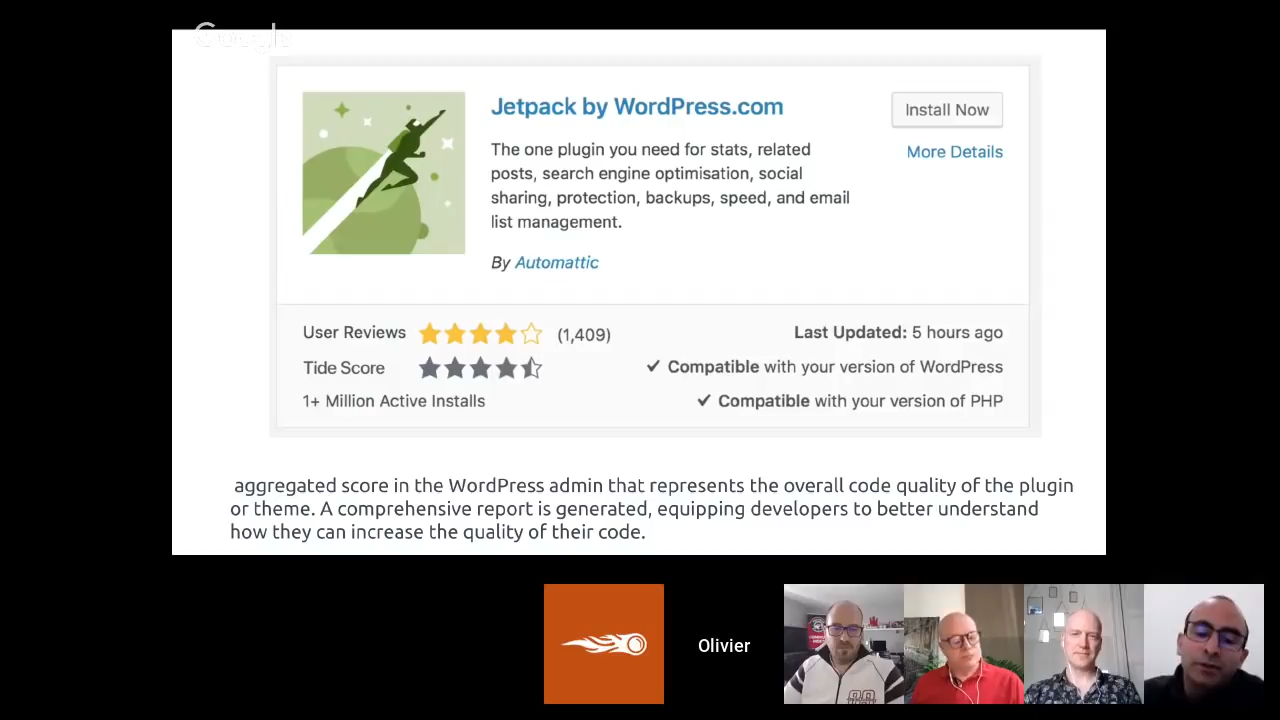 Google
Jetpack by WordPress.com
Install Now
The one plugin you need for stats, related
More Details
posts, search engine optimisation, social
sharing, protection, backups, speed, and email
list management.
By Automattic
User Reviews (1,409)
Last Updated: 5 hours ago
Tide Score
Compatible with your version of WordPress
1+ Million Active Installs
Compatible with your version of PHP
aggregated score in the WordPress admin that represents the overall code quality of the plugin
or theme. A comprehensive report is generated, equipping developers to better understand
how they can increase the quality of their code.
Olivier